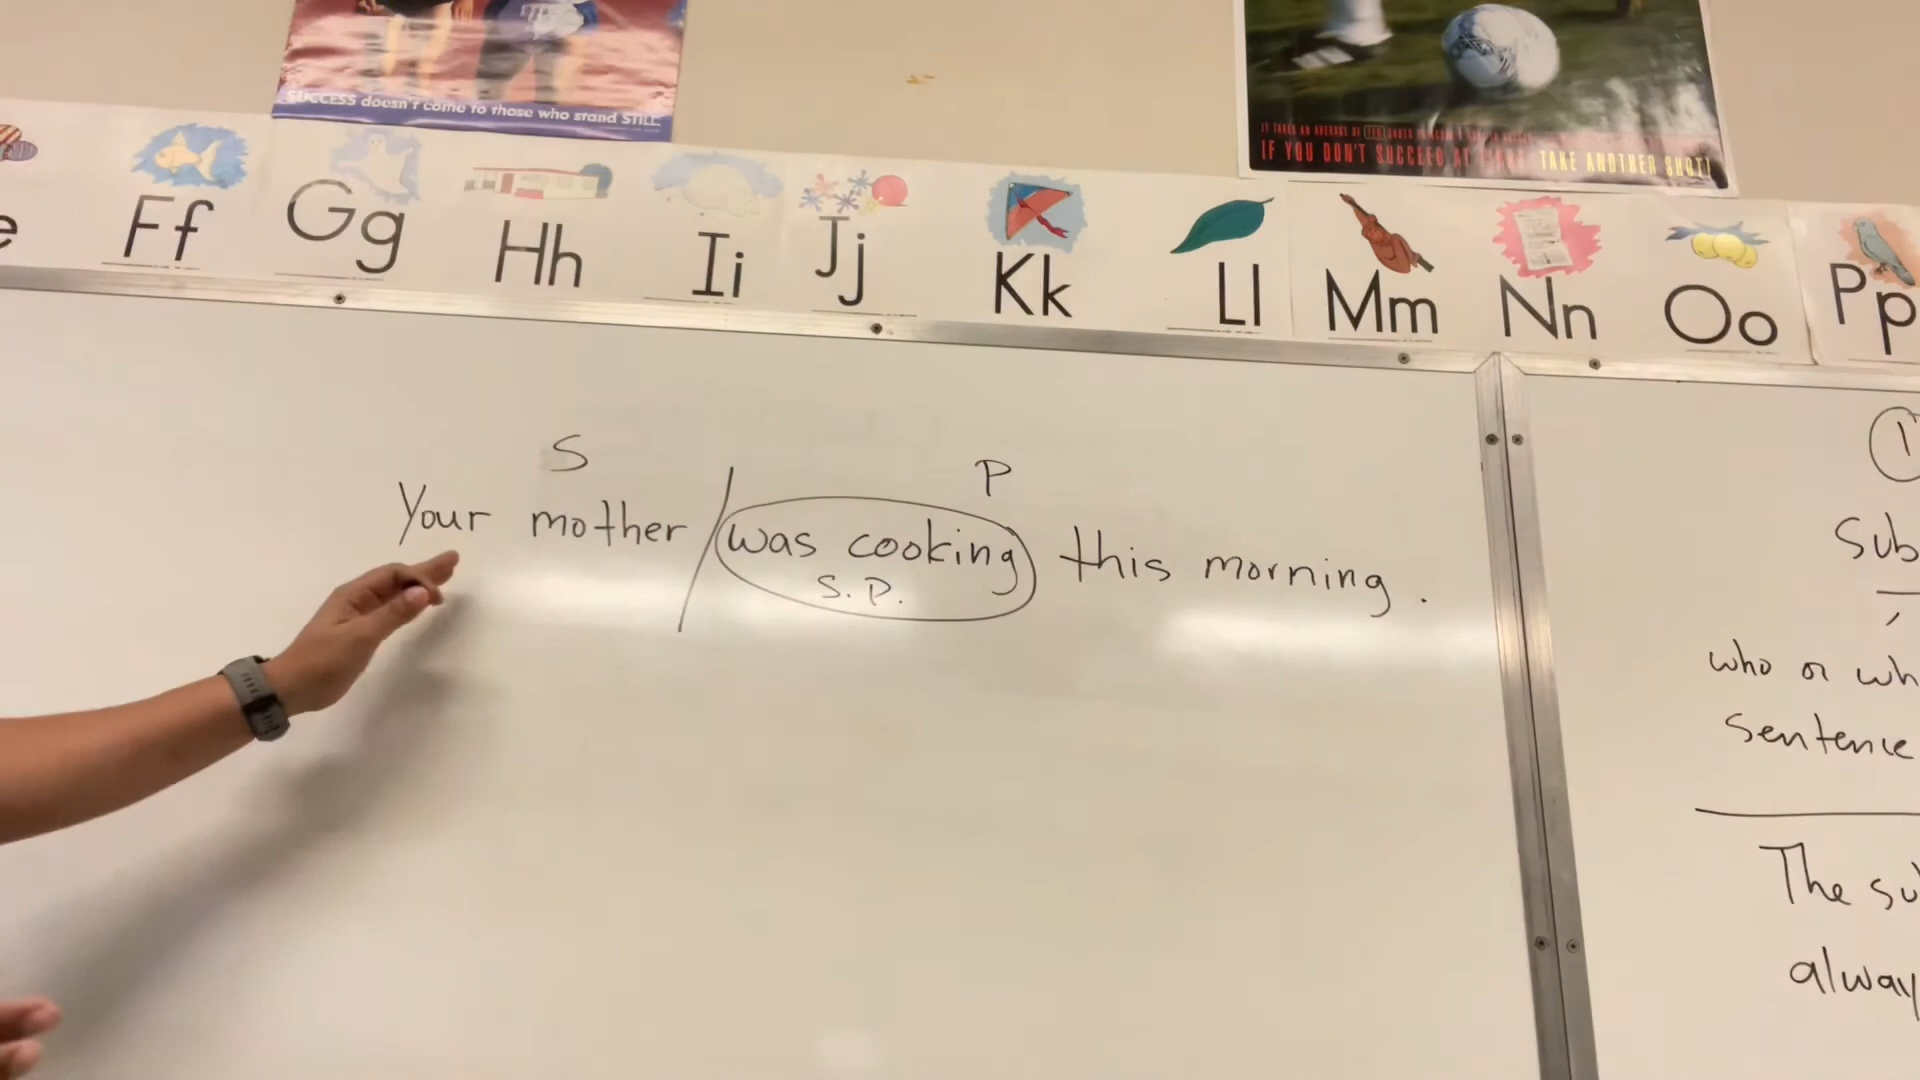 SUCCESS doesn't come to those who stand STILL
IF YOU DON'T SUCCEED AT FIRST, TAKE ANOTHER SHOT!
e Ff Gg Hh Ii Jj Kk Ll Mm Nn Oo Pp
S P
Your mother / was cooking this morning.
S.P.
1
Sub
who or wh
sentence
The su
alway